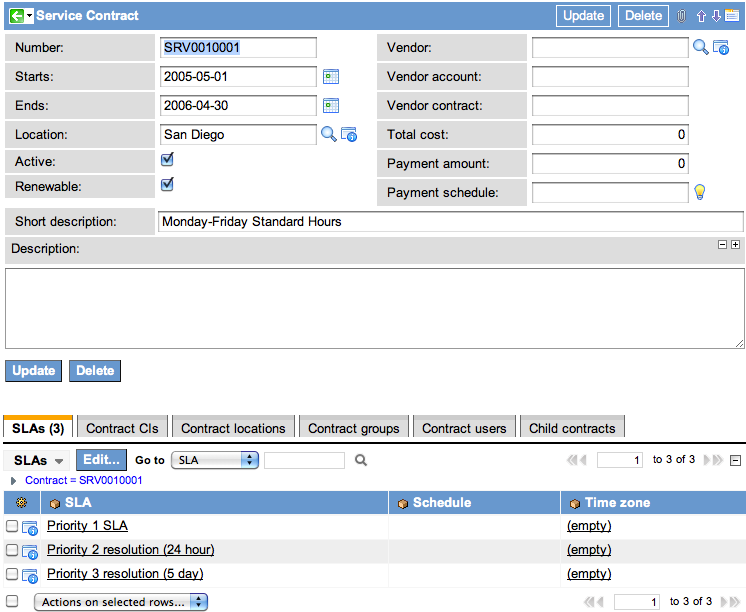 Service Contract Update Delete
Number: SRV0010001 Vendor:
Starts: 2005-05-01 Vendor account:
Ends: 2006-04-30 Vendor contract:
Location: San Diego Total cost: 0
Active: Payment amount: 0
Renewable: Payment schedule:
Short description: Monday-Friday Standard Hours
Description:
Update Delete
SLAs (3) Contract CIs Contract locations Contract groups Contract users Child contracts
SLAs Edit... Go to SLA 1 to 3 of 3
Contract = SRV0010001
SLA Schedule Time zone
Priority 1 SLA (empty)
Priority 2 resolution (24 hour) (empty)
Priority 3 resolution (5 day) (empty)
Actions on selected rows... 1 to 3 of 3